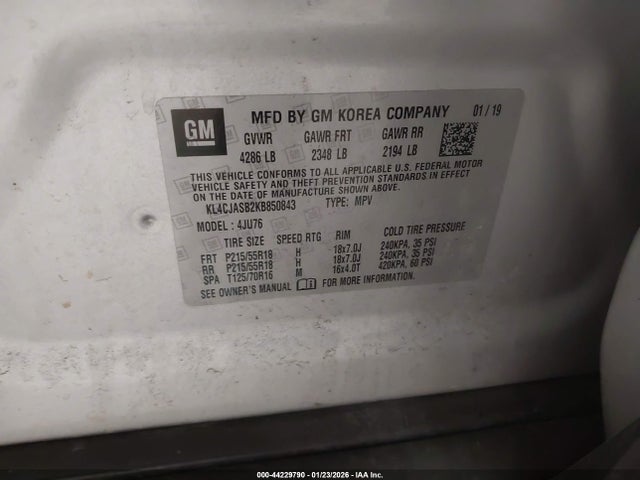 GM
MFD BY GM KOREA COMPANY 01/19
GVWR GAWR FRT GAWR RR
4286 LB 2348 LB 2194 LB
THIS VEHICLE CONFORMS TO ALL APPLICABLE U.S. FEDERAL MOTOR
VEHICLE SAFETY AND THEFT PREVENTION STANDARDS IN EFFECT
ON THE DATE OF MANUFACTURE SHOWN ABOVE.
KL4CJASB2KB850843 TYPE: MPV
MODEL: 4JU76
TIRE SIZE SPEED RTG RIM COLD TIRE PRESSURE
FRT P215/55R18 H 18x7.0J 240KPA, 35 PSI
RR P215/55R18 H 18x7.0J 240KPA, 35 PSI
SPA T125/70R16 M 16x4.0T 420KPA, 60 PSI
SEE OWNER'S MANUAL FOR MORE INFORMATION.
000-44229790 — 01/23/2026 — IAA Inc.